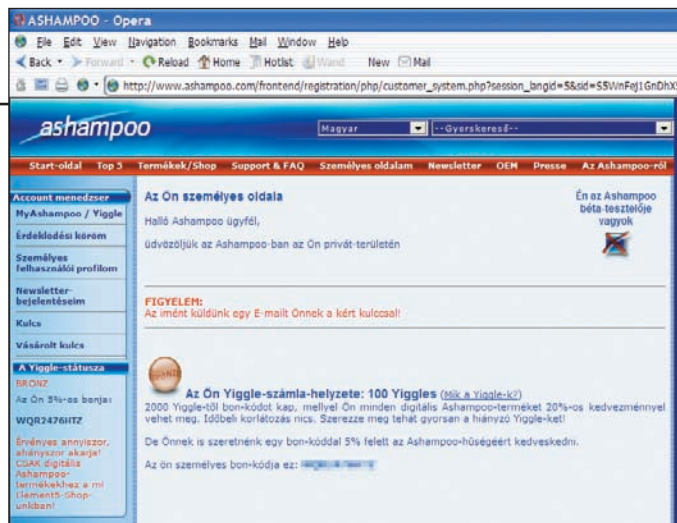 ASHAMPOO - Opera
File Edit View Navigation Bookmarks Mail Window Help
Back Forward Reload Home Hotlist Wand New Mail
http://www.ashampoo.com/frontend/registration/php/customer_system.php?session_langid=5&sid=
ashampoo
Magyar --Gyorskereső--
Start-oldal Top 5 Termékek/Shop Support & FAQ Személyes oldalam Newsletter OEM Presse Az Ashampoo-ról
Account menedzser
MyAshampoo / Yiggle
Érdeklődési köröm
Személyes
felhasználói profilom
Newsletter-
bejelentéseim
Kulcs
Vásárolt kulcs
A Yiggle-státusza
BRONZ
Az Ön 5%-os bonja:
WQR2476HTZ
Érvényes annyiszor,
ahányszor akarja!
CSAK digitális
Ashampoo-
termékekhez a mi
Element5-Shop-
unkban!
Az Ön személyes oldala
Halló Ashampoo ügyfél,
üdvözöljük az Ashampoo-ban az Ön privát-területén
Én az Ashampoo
béta-tesztelője
vagyok
FIGYELEM:
Az imént küldünk egy E-mailt Önnek a kért kulccsal!
Az Ön Yiggle-számla-helyzete: 100 Yiggles (Mik a Yiggle-k?)
2000 Yiggle-től bon-kódot kap, mellyel Ön minden digitális Ashampoo-terméket 20%-os kedvezménnyel
vehet meg. Időbeli korlátozás nics. Szerezze meg tehát gyorsan a hiányzó Yiggle-ket!
De Önnek is szeretnénk egy bon-kóddal 5% felett az Ashampoo-hűségéért kedveskedni.
Az ön személyes bon-kódja ez: